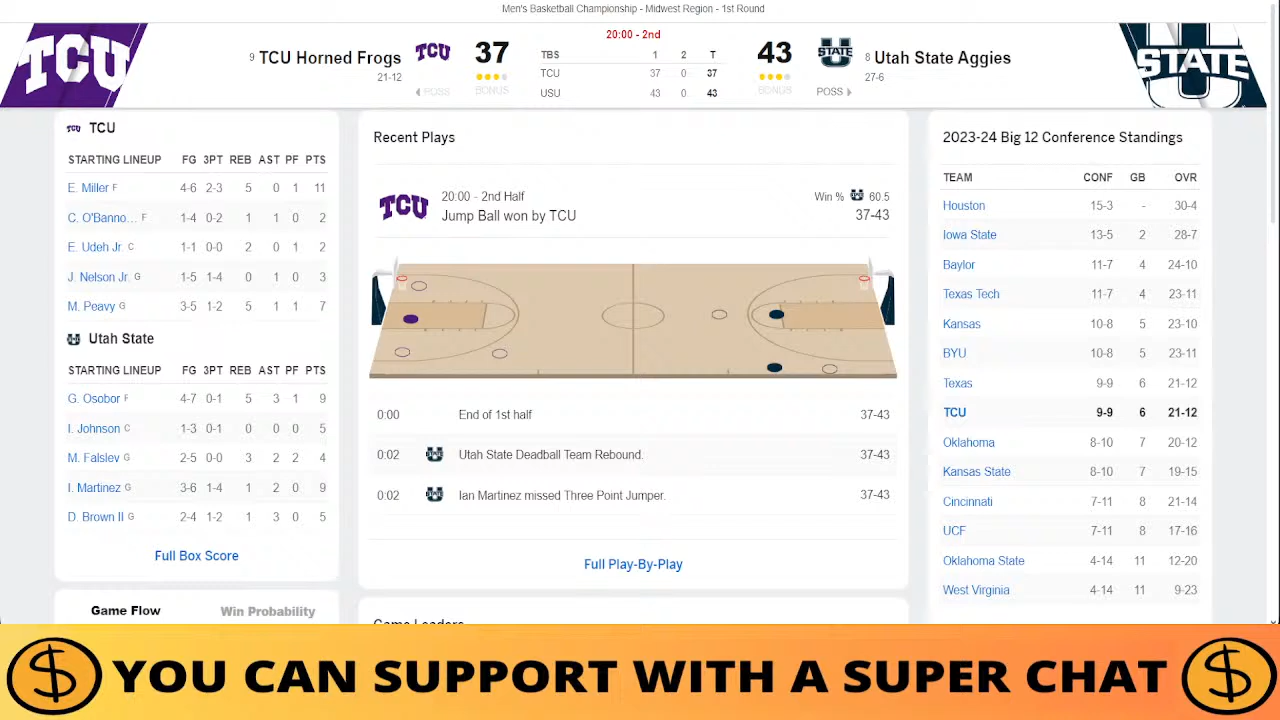 Men's Basketball Championship - Midwest Region - 1st Round
TCU
9 TCU Horned Frogs
21-12
TCU
37
BONUS
POSS
20:00 - 2nd
TBS 1 2 T
TCU 37 0 37
USU 43 0 43
43
BONUS
STATE
8 Utah State Aggies
27-6
POSS
STATE
TCU TCU
STARTING LINEUP FG 3PT REB AST PF PTS
E. Miller F 4-6 2-3 5 0 1 11
C. O'Banno... F 1-4 0-2 1 1 0 2
E. Udeh Jr. C 1-1 0-0 2 0 1 2
J. Nelson Jr. G 1-5 1-4 0 1 0 3
M. Peavy G 3-5 1-2 5 1 1 7
Utah State
STARTING LINEUP FG 3PT REB AST PF PTS
G. Osobor F 4-7 0-1 5 3 1 9
I. Johnson C 1-3 0-1 0 0 0 5
M. Falslev G 2-5 0-0 3 2 2 4
I. Martinez G 3-6 1-4 1 2 0 9
D. Brown II G 2-4 1-2 1 3 0 5
Full Box Score
Game Flow Win Probability
Recent Plays
TCU
20:00 - 2nd Half
Jump Ball won by TCU
Win % 60.5
37-43
0:00 End of 1st half 37-43
0:02 STATE Utah State Deadball Team Rebound. 37-43
0:02 STATE Ian Martinez missed Three Point Jumper. 37-43
Full Play-By-Play
Game Leaders
2023-24 Big 12 Conference Standings
TEAM CONF GB OVR
Houston 15-3 - 30-4
Iowa State 13-5 2 28-7
Baylor 11-7 4 24-10
Texas Tech 11-7 4 23-11
Kansas 10-8 5 23-10
BYU 10-8 5 23-11
Texas 9-9 6 21-12
TCU 9-9 6 21-12
Oklahoma 8-10 7 20-12
Kansas State 8-10 7 19-15
Cincinnati 7-11 8 21-14
UCF 7-11 8 17-16
Oklahoma State 4-14 11 12-20
West Virginia 4-14 11 9-23
$ YOU CAN SUPPORT WITH A SUPER CHAT $